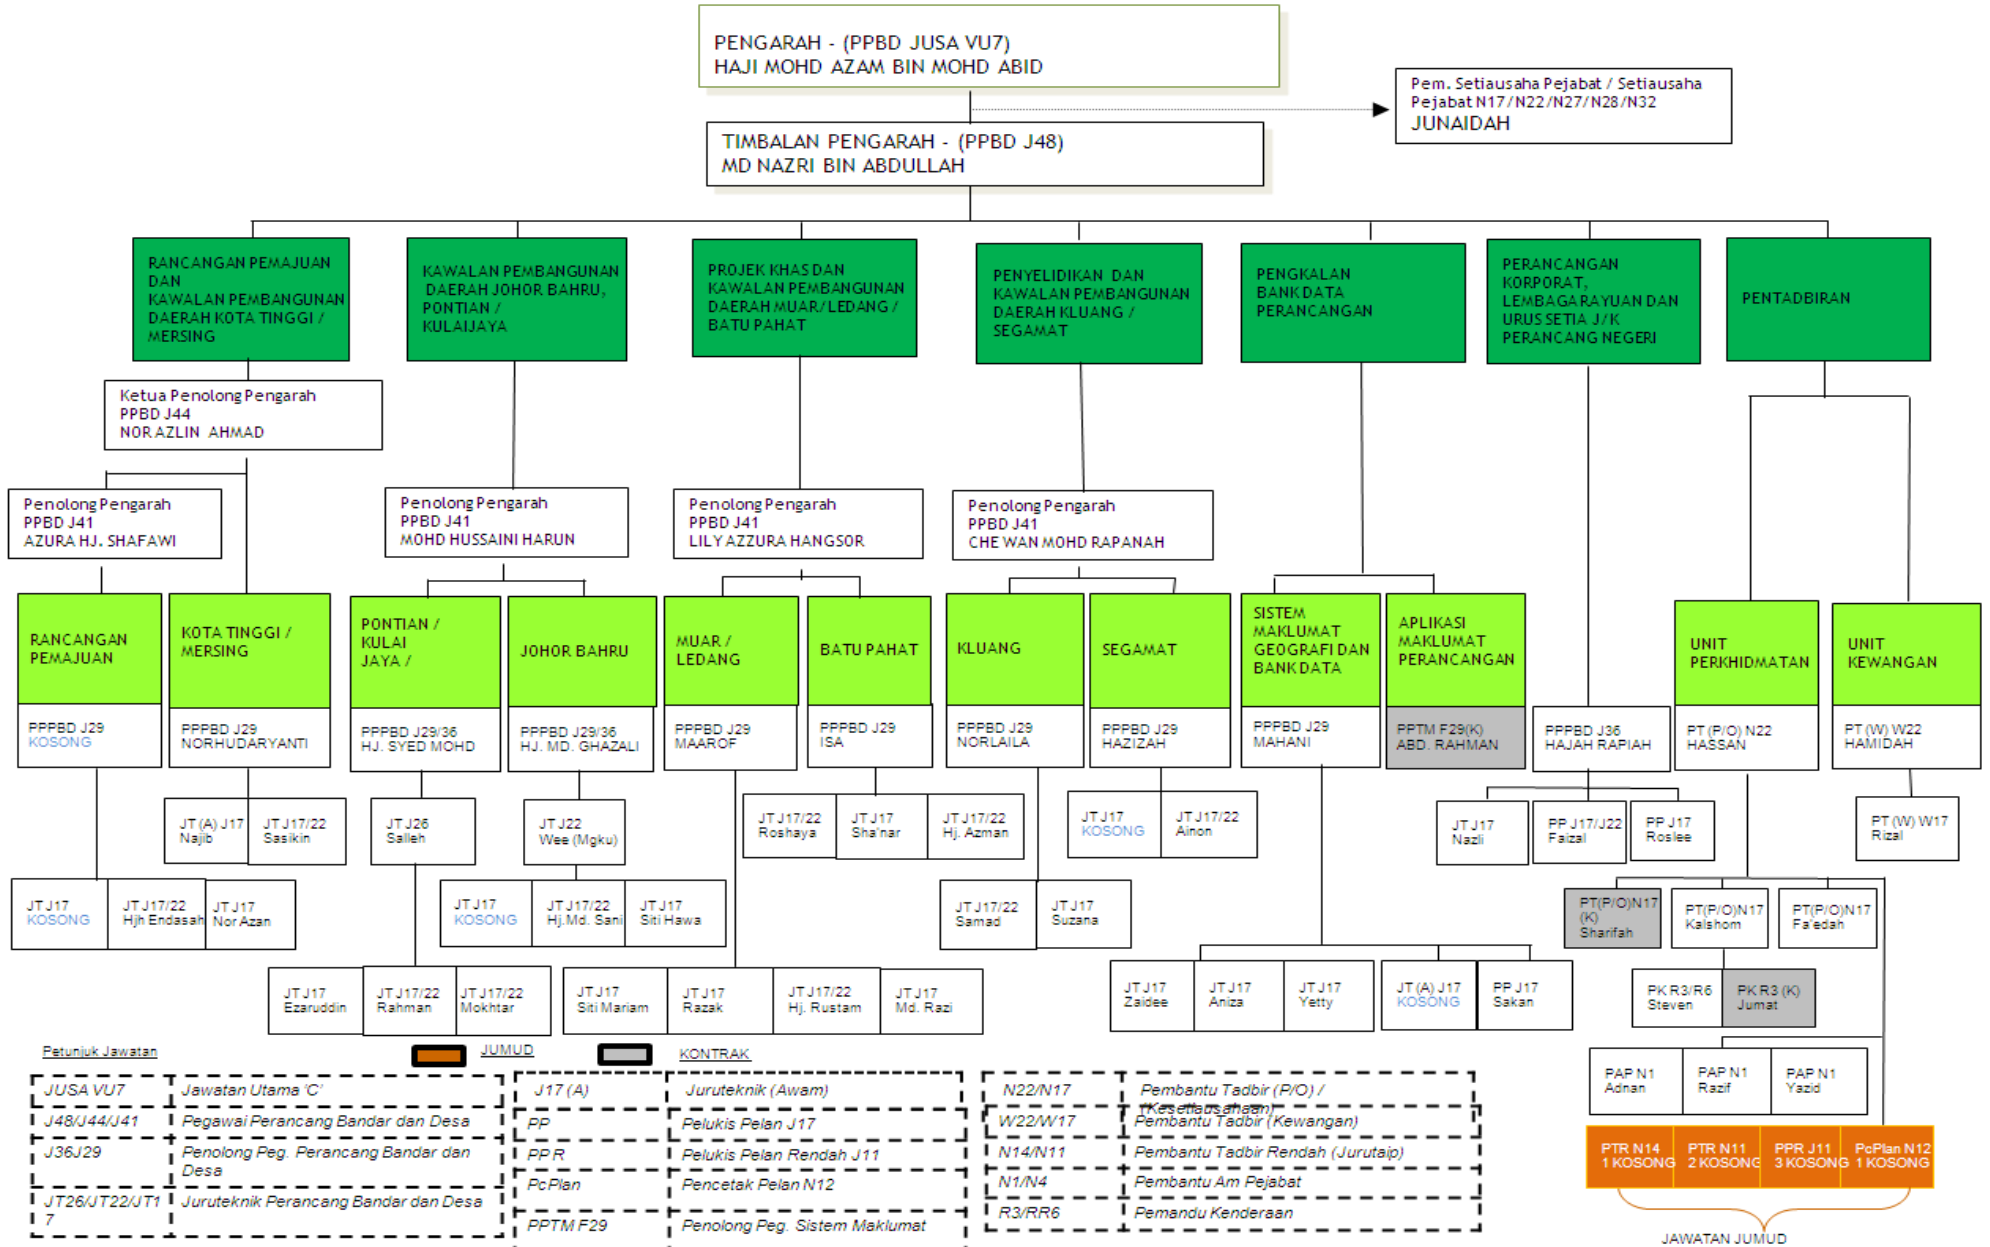 PENGARAH - (PPBD JUSA VU7)
HAJI MOHD AZAM BIN MOHD ABID
Pem. Setiausaha Pejabat / Setiausaha
Pejabat N17/N22/N27/N28/N32
JUNAIDAH
TIMBALAN PENGARAH - (PPBD J48)
MD NAZRI BIN ABDULLAH
RANCANGAN PEMAJUAN
DAN
KAWALAN PEMBANGUNAN
DAERAH KOTA TINGGI /
MERSING
KAWALAN PEMBANGUNAN
DAERAH JOHOR BAHRU,
PONTIAN /
KULAIJAYA
PROJEK KHAS DAN
KAWALAN PEMBANGUNAN
DAERAH MUAR/ LEDANG /
BATU PAHAT
PENYELIDIKAN DAN
KAWALAN PEMBANGUNAN
DAERAH KLUANG /
SEGAMAT
PENGKALAN
BANK DATA
PERANCANGAN
PERANCANGAN
KORPORAT,
LEMBAGA RAYUAN DAN
URUS SETIA J/K
PERANCANG NEGERI
PENTADBIRAN
Ketua Penolong Pengarah
PPBD J44
NOR AZLIN AHMAD
Penolong Pengarah
PPBD J41
AZURA HJ. SHAFAWI
Penolong Pengarah
PPBD J41
MOHD HUSSAINI HARUN
Penolong Pengarah
PPBD J41
LILY AZZURA HANGSOR
Penolong Pengarah
PPBD J41
CHE WAN MOHD RAPANAH
RANCANGAN
PEMAJUAN
KOTA TINGGI /
MERSING
PONTIAN /
KULAI
JAYA /
JOHOR BAHRU
MUAR /
LEDANG
BATU PAHAT
KLUANG
SEGAMAT
SISTEM
MAKLUMAT
GEOGRAFI DAN
BANK DATA
APLIKASI
MAKLUMAT
PERANCANGAN
UNIT
PERKHIDMATAN
UNIT
KEWANGAN
PPPBD J29
KOSONG
PPPBD J29
NORHUDARYANTI
PPPBD J29/36
HJ. SYED MOHD
PPPBD J29/36
HJ. MD. GHAZALI
PPPBD J29
MAAROF
PPPBD J29
ISA
PPPBD J29
NORLAILA
PPPBD J29
HAZIZAH
PPPBD J29
MAHANI
PPTM F29(K)
ABD. RAHMAN
PPPBD J36
HAJAH RAPIAH
PT (P/O) N22
HASSAN
PT (W) W22
HAMIDAH
JT (A) J17
Najib
JT J17/22
Sasikin
JT J26
Salleh
JT J22
Wee (Mgku)
JT J17/22
Roshaya
JT J17
Sha'nar
JT J17/22
Hj. Azman
JT J17
KOSONG
JT J17/22
Ainon
JT J17
Nazli
PP J17/J22
Faizal
PP J17
Roslee
PT (W) W17
Rizal
JT J17
KOSONG
JT J17/22
Hjh Endasah
JT J17
Nor Azan
JT J17
KOSONG
JT J17/22
Hj.Md. Sani
JT J17
Siti Hawa
JT J17/22
Samad
JT J17
Suzana
PT(P/O)N17
(K)
Sharifah
PT(P/O)N17
Kalshom
PT(P/O)N17
Fa'edah
JT J17
Ezaruddin
JT J17/22
Rahman
JT J17/22
Mokhtar
JT J17
Siti Mariam
JT J17
Razak
JT J17/22
Hj. Rustam
JT J17
Md. Razi
JT J17
Zaidee
JT J17
Aniza
JT J17
Yetty
JT (A) J17
KOSONG
PP J17
Sakan
PK R3/R6
Steven
PK R3 (K)
Jumat
PAP N1
Adnan
PAP N1
Razif
PAP N1
Yazid
PTR N14
1 KOSONG
PTR N11
2 KOSONG
PPR J11
3 KOSONG
PcPlan N12
1 KOSONG
JAWATAN JUMUD
Petunjuk Jawatan
JUMUD
KONTRAK
JUSA VU7
Jawatan Utama 'C'
J48/J44/J41
Pegawai Perancang Bandar dan Desa
J36J29
Penolong Peg. Perancang Bandar dan
Desa
JT26/JT22/JT1
7
Juruteknik Perancang Bandar dan Desa
J17 (A)
Juruteknik (Awam)
PP
Pelukis Pelan J17
PPR
Pelukis Pelan Rendah J11
PcPlan
Pencetak Pelan N12
PPTM F29
Penolong Peg. Sistem Maklumat
N22/N17
Pembantu Tadbir (P/O) /
(Kesetiausahaan)
W22/W17
Pembantu Tadbir (Kewangan)
N14/N11
Pembantu Tadbir Rendah (Jurutaip)
N1/N4
Pembantu Am Pejabat
R3/RR6
Pemandu Kenderaan